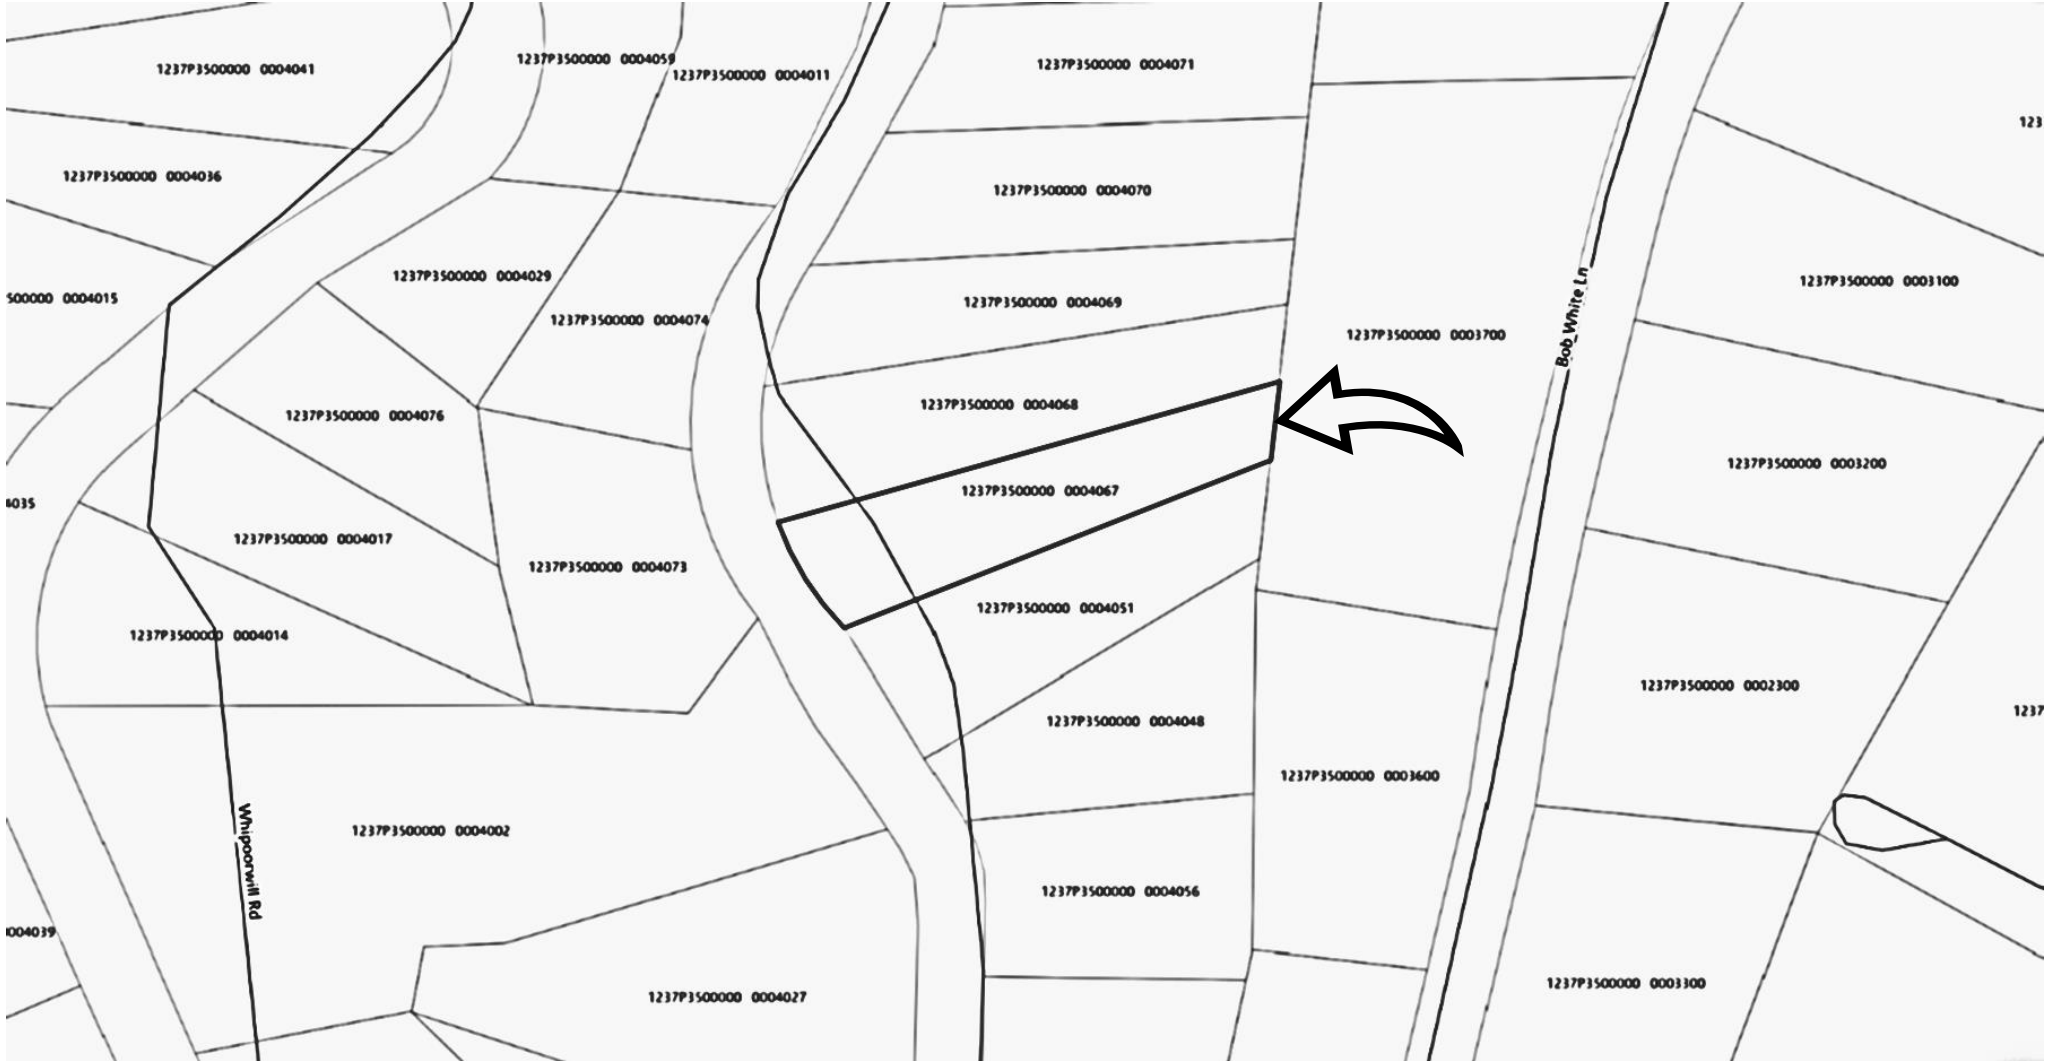 1237P3500000 0004059
1237P3500000 0004071
1237P3500000 0004041
1237P3500000 0004011
123
1237P3500000 0004036
1237P3500000 0004070
1237P3500000 0004029
1237P3500000 0003100
500000 0004015
1237P3500000 0004069
1237P3500000 0004074
Bob_White Ln
1237P3500000 0003700
1237P3500000 0004068
1237P3500000 0004076
1237P3500000 0003200
1237P3500000 0004067
4035
1237P3500000 0004017
1237P3500000 0004073
1237P3500000 0004051
1237P3500000 0004014
1237P3500000 0002300
1237
1237P3500000 0004048
1237P3500000 0003600
1237P3500000 0004002
Whipoorwill Rd
1237P3500000 0004056
004039
1237P3500000 0003300
1237P3500000 0004027